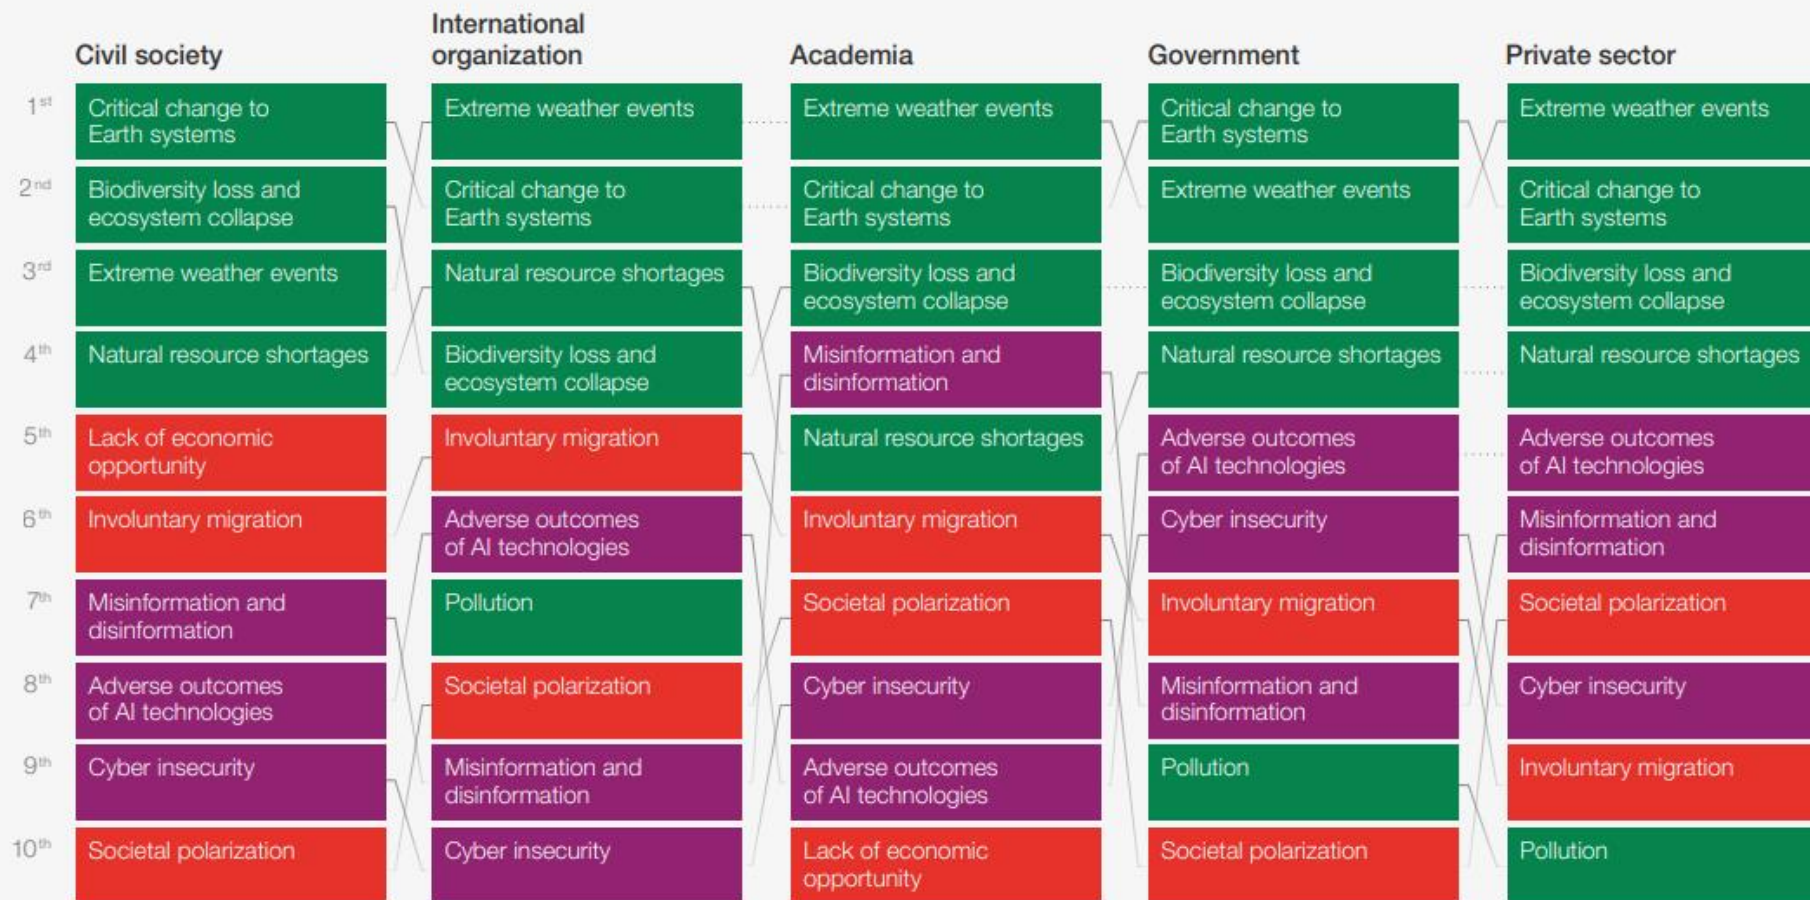 Civil society
International
organization
Academia
Government
Private sector
1st
Critical change to
Earth systems
Extreme weather events
Extreme weather events
Critical change to
Earth systems
Extreme weather events
2nd
Biodiversity loss and
ecosystem collapse
Critical change to
Earth systems
Critical change to
Earth systems
Extreme weather events
Critical change to
Earth systems
3rd
Extreme weather events
Natural resource shortages
Biodiversity loss and
ecosystem collapse
Biodiversity loss and
ecosystem collapse
Biodiversity loss and
ecosystem collapse
4th
Natural resource shortages
Biodiversity loss and
ecosystem collapse
Misinformation and
disinformation
Natural resource shortages
Natural resource shortages
5th
Lack of economic
opportunity
Involuntary migration
Natural resource shortages
Adverse outcomes
of AI technologies
Adverse outcomes
of AI technologies
6th
Involuntary migration
Adverse outcomes
of AI technologies
Involuntary migration
Cyber insecurity
Misinformation and
disinformation
7th
Misinformation and
disinformation
Pollution
Societal polarization
Involuntary migration
Societal polarization
8th
Adverse outcomes
of AI technologies
Societal polarization
Cyber insecurity
Misinformation and
disinformation
Cyber insecurity
9th
Cyber insecurity
Misinformation and
disinformation
Adverse outcomes
of AI technologies
Pollution
Involuntary migration
10th
Societal polarization
Cyber insecurity
Lack of economic
opportunity
Societal polarization
Pollution